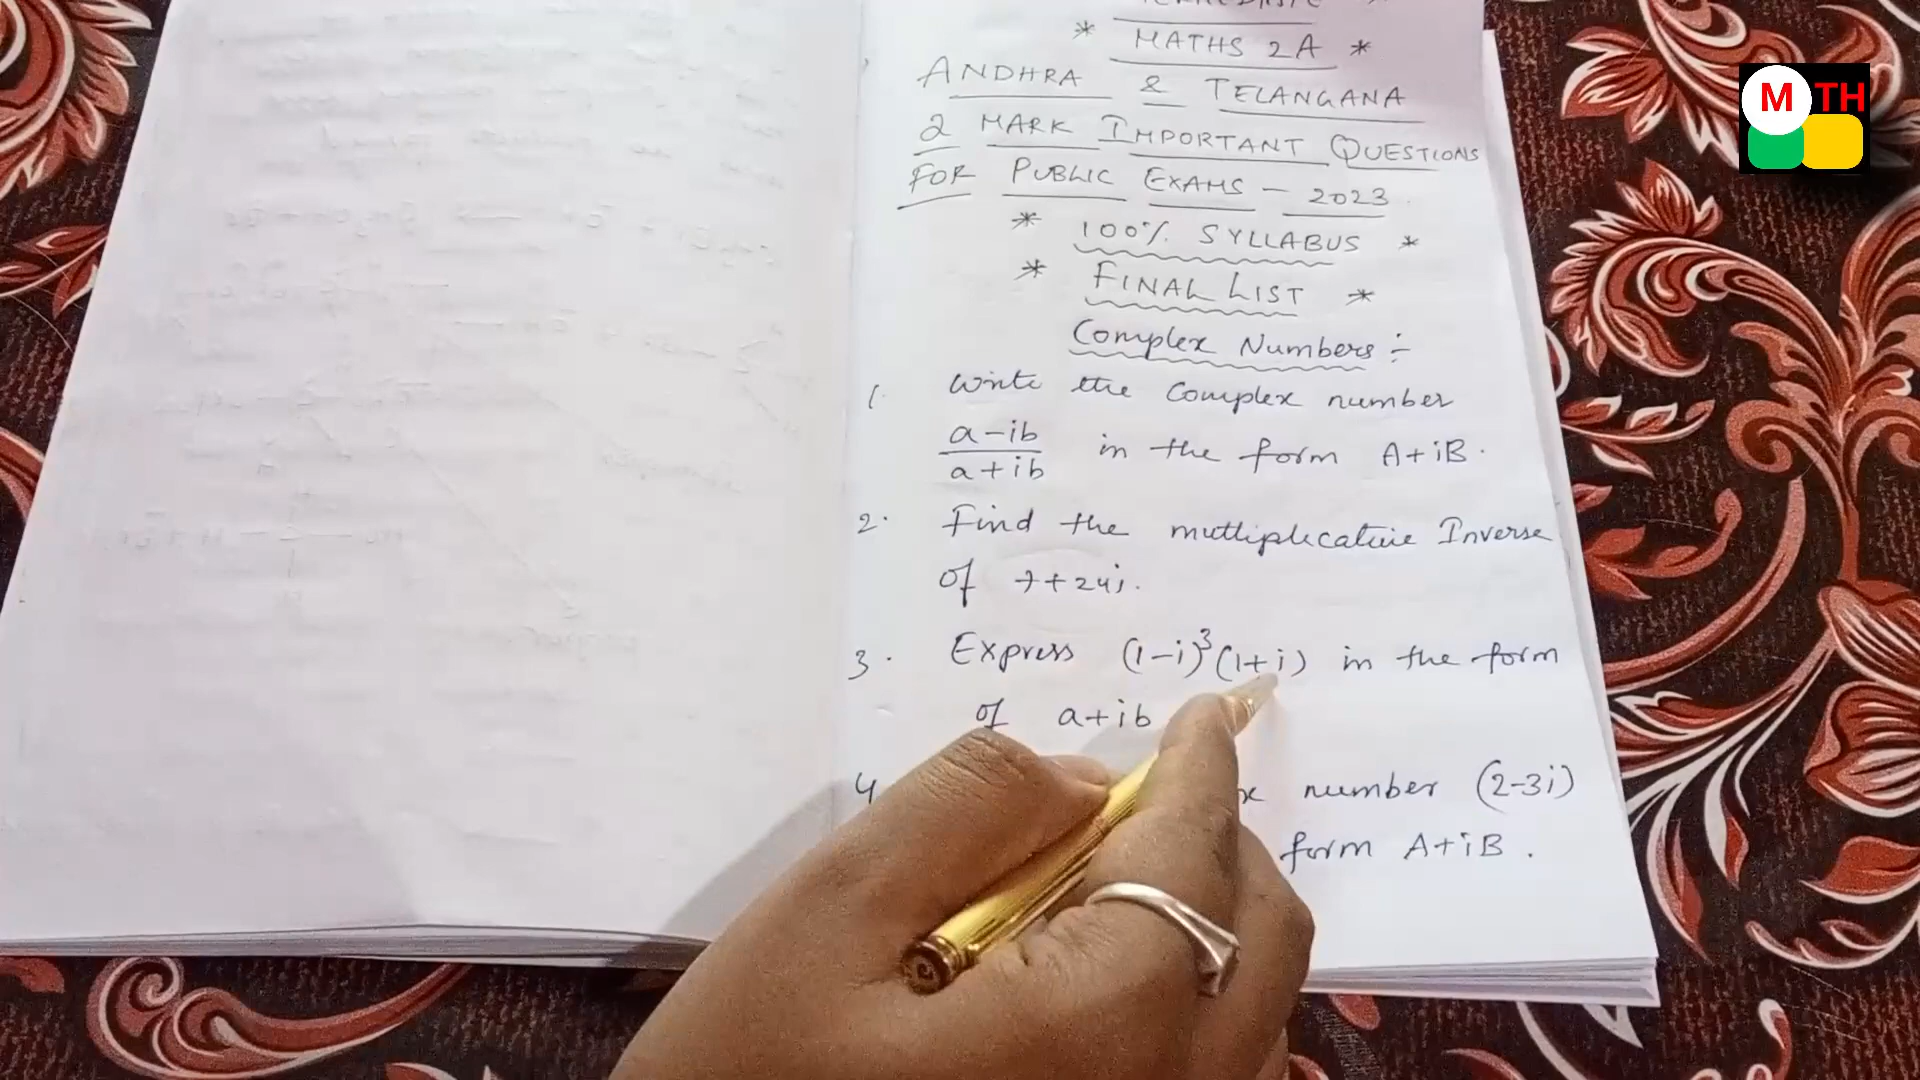 * MATHS 2A *
ANDHRA & TELANGANA
2 MARK IMPORTANT QUESTIONS
FOR PUBLIC EXAMS - 2023
* 100% SYLLABUS *
* FINAL LIST *
Complex Numbers :-
1. Write the Complex number
a-ib / a+ib in the form A+iB.
2. Find the mutliplicative Inverse
of 7+24i.
3. Express (1-i)³(1+i) in the form
of a+ib
4 number (2-3i)
form A+iB.
M TH